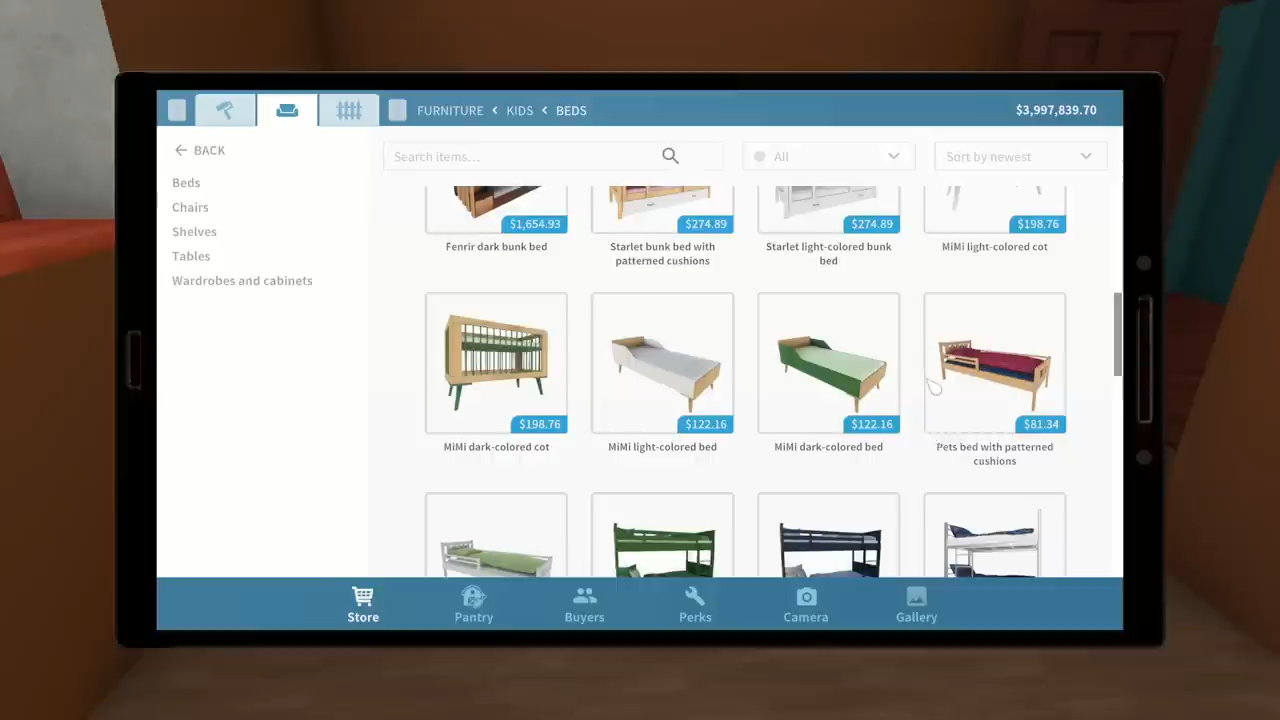 FURNITURE < KIDS < BEDS
$3,997,839.70
BACK
Search items...
All
Sort by newest
Beds
Chairs
Shelves
Tables
Wardrobes and cabinets
$1,654.93
$274.89
$274.89
$198.76
Fenrir dark bunk bed
Starlet bunk bed with
patterned cushions
Starlet light-colored bunk
bed
MiMi light-colored cot
$198.76
$122.16
$122.16
$81.34
MiMi dark-colored cot
MiMi light-colored bed
MiMi dark-colored bed
Pets bed with patterned
cushions
Store
Pantry
Buyers
Perks
Camera
Gallery